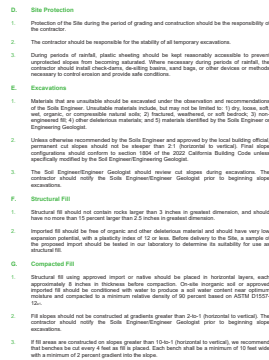 D. Site Protection
1. Protection of the Site during the period of grading and construction should be the responsibility of
the contractor.
2. The contractor should be responsible for the stability of all temporary excavations.
3. During periods of rainfall, plastic sheeting should be kept reasonably accessible to prevent
unprotected slopes from becoming saturated. Where necessary during periods of rainfall, the
contractor should install check-dams, de-silting basins, sand bags, or other devices or methods
necessary to control erosion and provide safe conditions.
E. Excavations
1. Materials that are unsuitable should be excavated under the observation and recommendations
of the Soils Engineer. Unsuitable materials include, but may not be limited to: 1) dry, loose, soft,
wet, organic, or compressible natural soils; 2) fractured, weathered, or soft bedrock; 3) non-
engineered fill; 4) other deleterious materials; and 5) materials identified by the Soils Engineer or
Engineering Geologist.
2. Unless otherwise recommended by the Soils Engineer and approved by the local building official,
permanent cut slopes should not be steeper than 2:1 (horizontal to vertical). Final slope
configurations should conform to section 1804 of the 2022 California Building Code unless
specifically modified by the Soil Engineer/Engineering Geologist.
3. The Soil Engineer/Engineer Geologist should review cut slopes during excavations. The
contractor should notify the Soils Engineer/Engineer Geologist prior to beginning slope
excavations.
F. Structural Fill
1. Structural fill should not contain rocks larger than 3 inches in greatest dimension, and should
have no more than 15 percent larger than 2.5 inches in greatest dimension.
2. Imported fill should be free of organic and other deleterious material and should have very low
expansion potential, with a plasticity index of 12 or less. Before delivery to the Site, a sample of
the proposed import should be tested in our laboratory to determine its suitability for use as
structural fill.
G. Compacted Fill
1. Structural fill using approved import or native should be placed in horizontal layers, each
approximately 8 inches in thickness before compaction. On-site inorganic soil or approved
imported fill should be conditioned with water to produce a soil water content near optimum
moisture and compacted to a minimum relative density of 90 percent based on ASTM D1557-
12
2. Fill slopes should not be constructed at gradients greater than 2-to-1 (horizontal to vertical). The
contractor should notify the Soils Engineer/Engineer Geologist prior to beginning slope
excavations.
3. If fill areas are constructed on slopes greater than 10-to-1 (horizontal to vertical), we recommend
that benches be cut every 4 feet as fill is placed. Each bench shall be a minimum of 10 feet wide
with a minimum of 2 percent gradient into the slope.